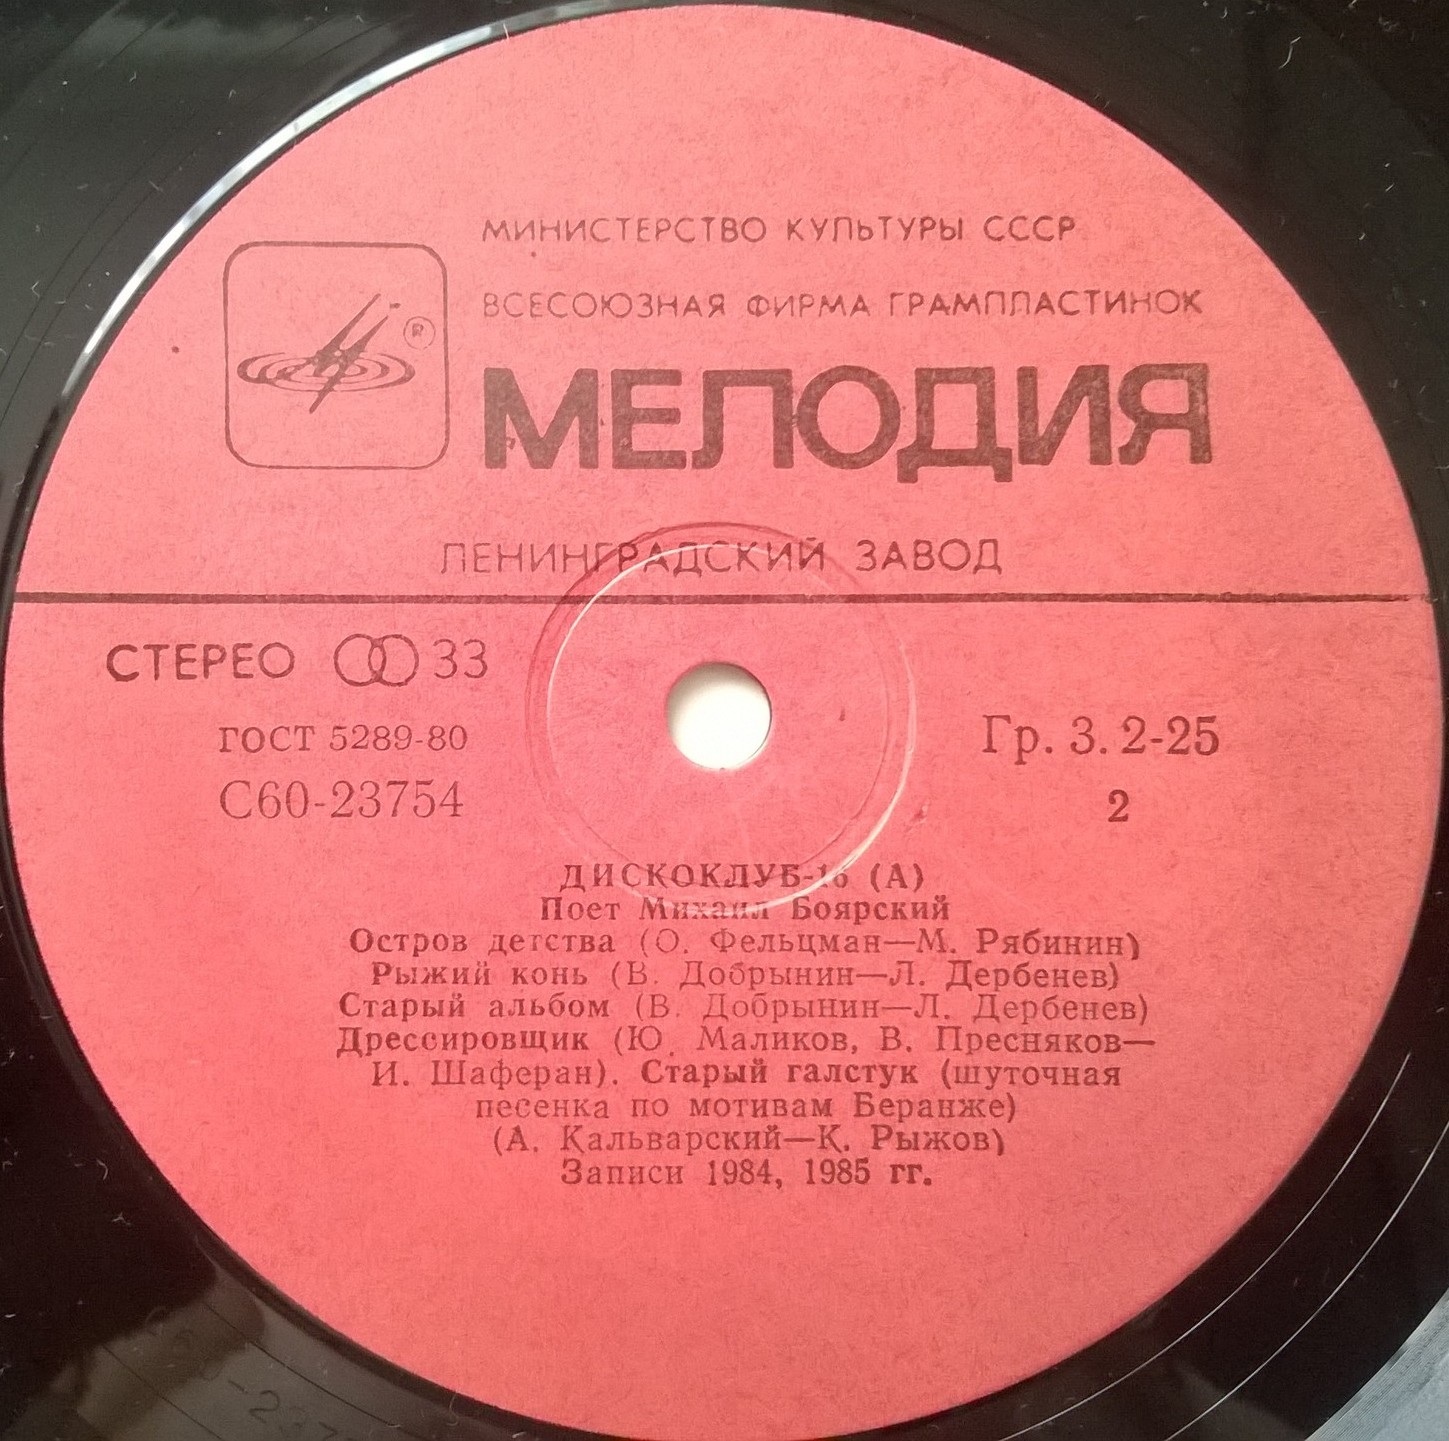 МИНИСТЕРСТВО КУЛЬТУРЫ СССР
ВСЕСОЮЗНАЯ ФИРМА ГРАМПЛАСТИНОК
®
МЕЛОДИЯ
ЛЕНИНГРАДСКИЙ ЗАВОД
СТЕРЕО 33
ГОСТ 5289-80
Гр. 3. 2-25
С60-23754
2
ДИСКОКЛУБ-16 (А)
Поет Михаил Боярский
Остров детства (О. Фельцман—М. Рябинин)
Рыжий конь (В. Добрынин—Л. Дербенев)
Старый альбом (В. Добрынин—Л. Дербенев)
Дрессировщик (Ю. Маликов, В. Пресняков—
И. Шаферан). Старый галстук (шуточная
песенка по мотивам Беранже)
(А. Кальварский—К. Рыжов)
Записи 1984, 1985 гг.